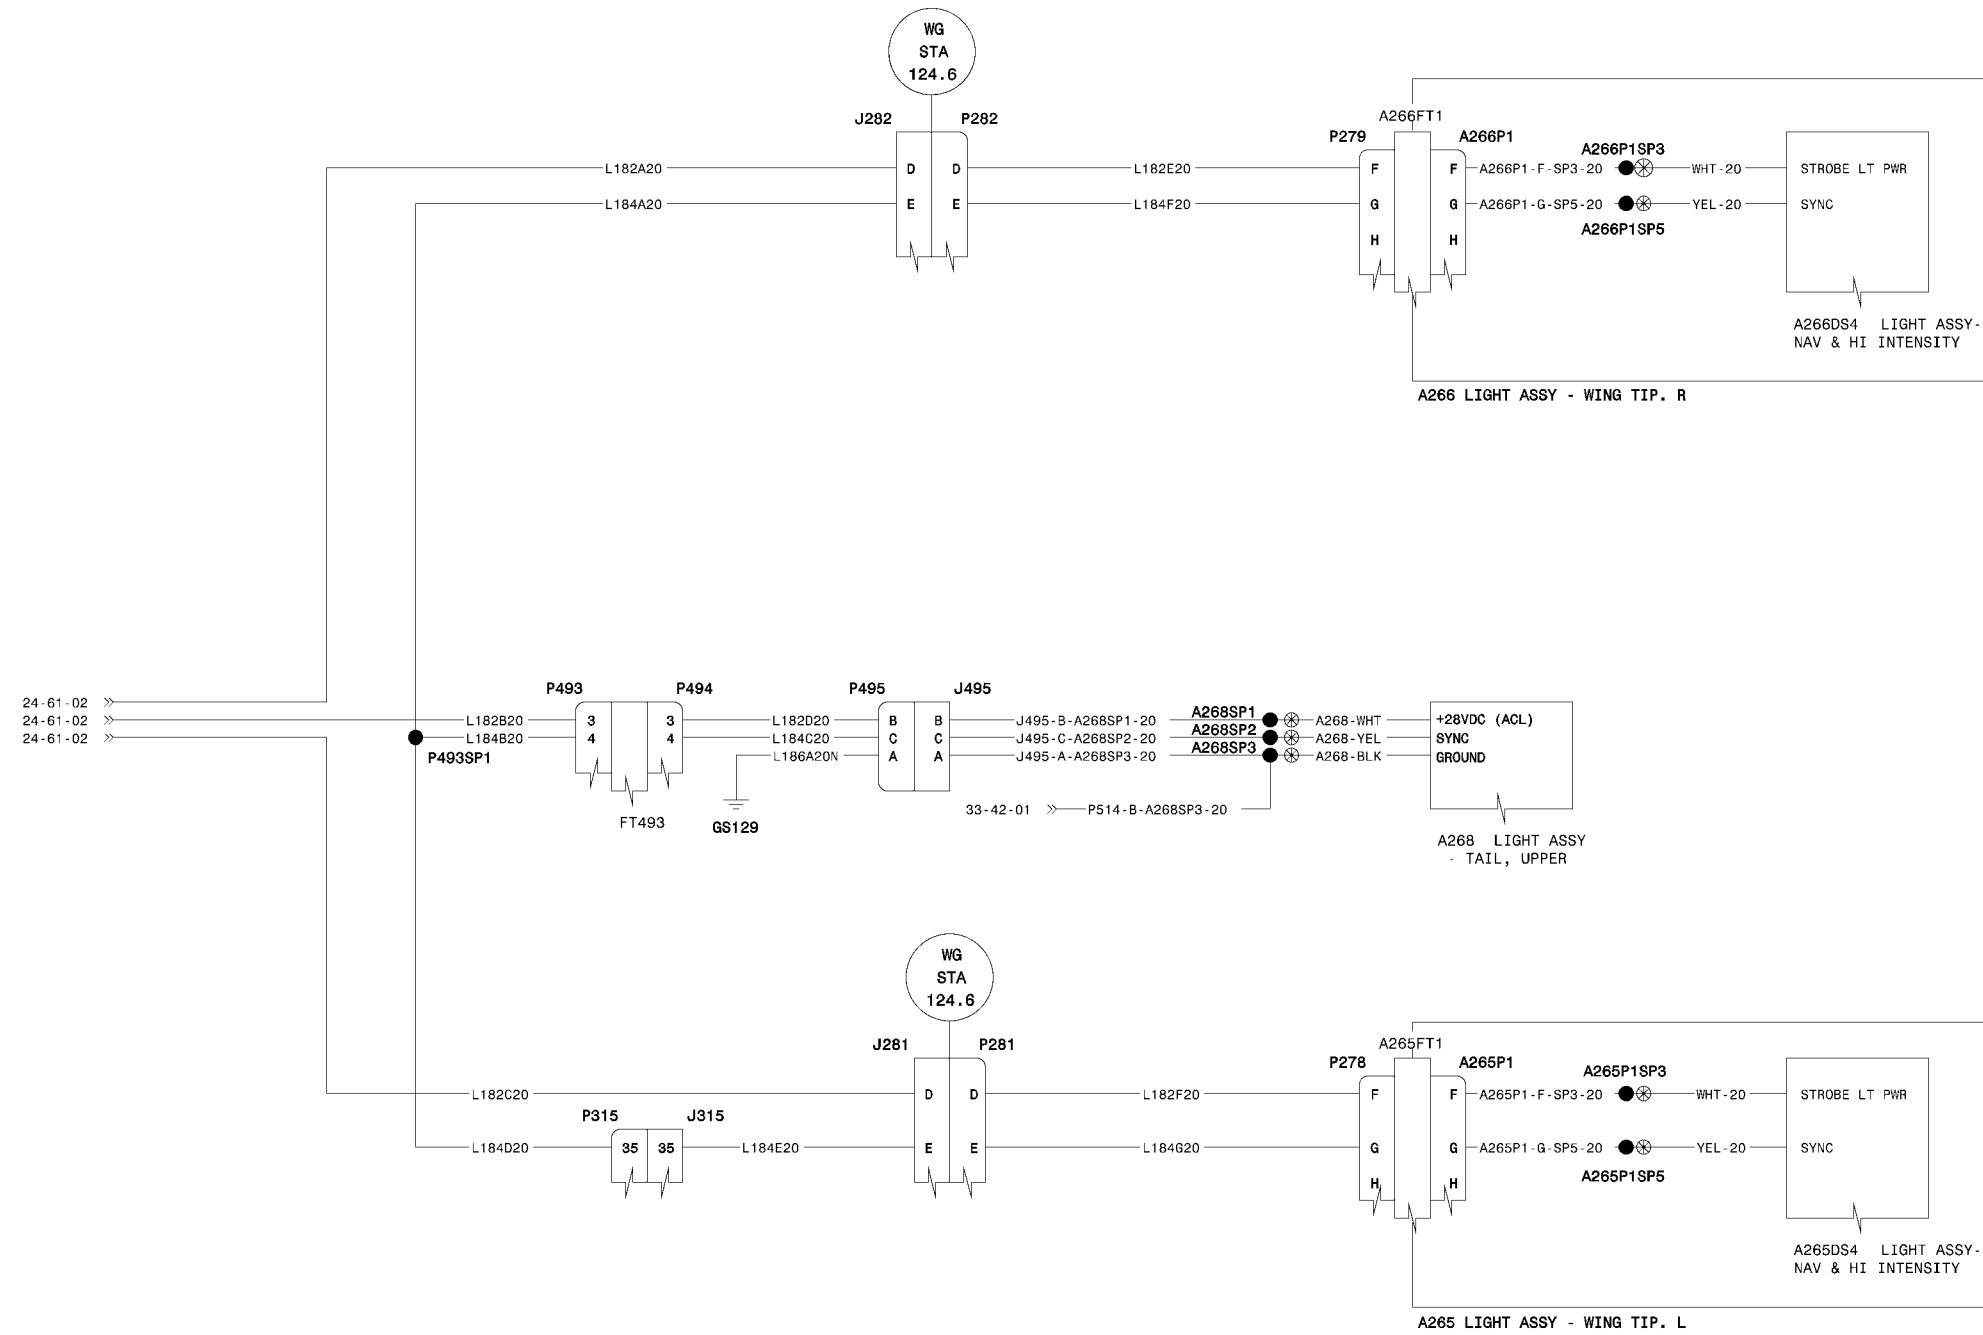 WG
STA
124.6
J282 P282
A266FT1
P279 A266P1
A266P1SP3
L182A20 D D L182E20 F F A266P1-F-SP3-20 WHT-20 STROBE LT PWR
L184A20 E E L184F20 G G A266P1-G-SP5-20 YEL-20 SYNC
A266P1SP5
H H
A266DS4 LIGHT ASSY-
NAV & HI INTENSITY
A266 LIGHT ASSY - WING TIP. R
P493 P494 P495 J495
24-61-02
24-61-02 L182B20 3 3 L182D20 B B J495-B-A268SP1-20 A268SP1 A268-WHT +28VDC (ACL)
24-61-02 L184B20 4 4 L184C20 C C J495-C-A268SP2-20 A268SP2 A268-YEL SYNC
P493SP1 L186A20N A A J495-A-A268SP3-20 A268SP3 A268-BLK GROUND
33-42-01 P514-B-A268SP3-20
FT493 GS129
A268 LIGHT ASSY
- TAIL, UPPER
WG
STA
124.6
J281 P281
A265FT1
P278 A265P1
A265P1SP3
L182C20 D D L182F20 F F A265P1-F-SP3-20 WHT-20 STROBE LT PWR
P315 J315
L184D20 35 35 L184E20 E E L184G20 G G A265P1-G-SP5-20 YEL-20 SYNC
A265P1SP5
H H
A265DS4 LIGHT ASSY-
NAV & HI INTENSITY
A265 LIGHT ASSY - WING TIP. L